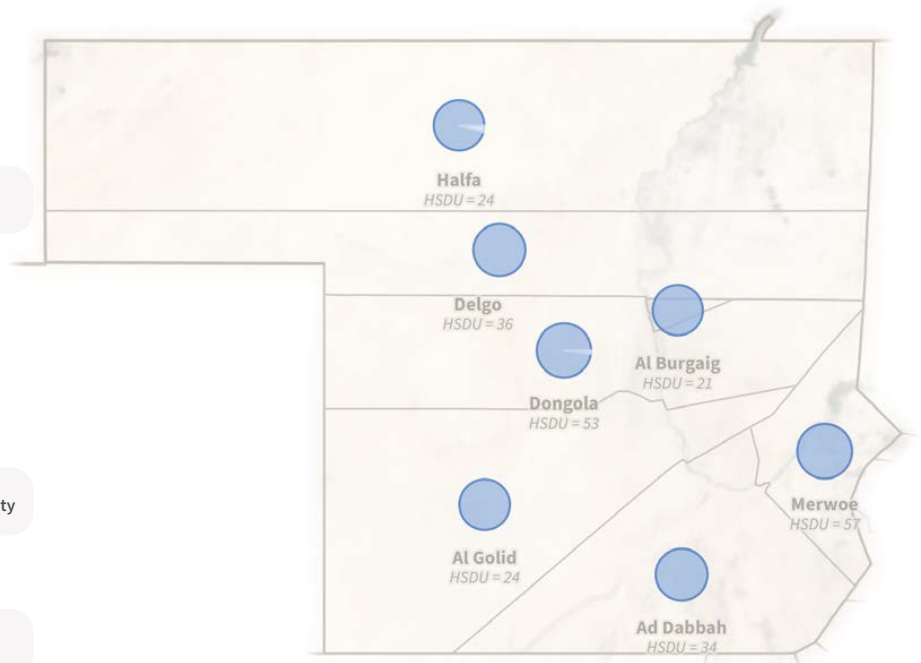 Halfa
HSDU = 24
Delgo
HSDU = 36
Al Burgaig
HSDU = 21
Dongola
HSDU = 53
Merwoe
HSDU = 57
ty
Al Golid
HSDU = 24
Ad Dabbah
HSDU = 34